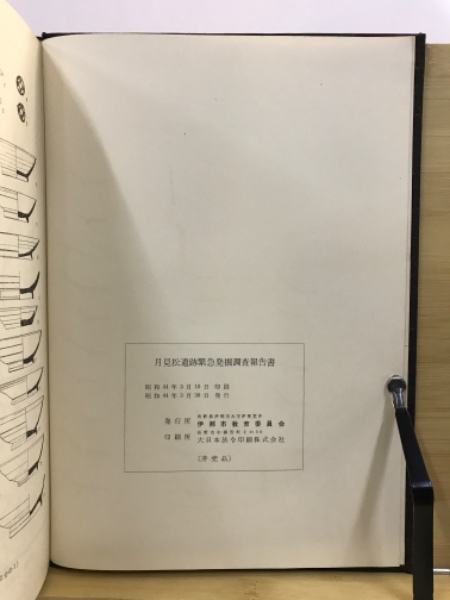 月見松遺跡緊急発掘調査報告書
昭和44年3月10日 印刷
昭和44年3月20日 発行
発行所 伊那市教育委員会
印刷所 大日本法令印刷株式会社
(非売品)